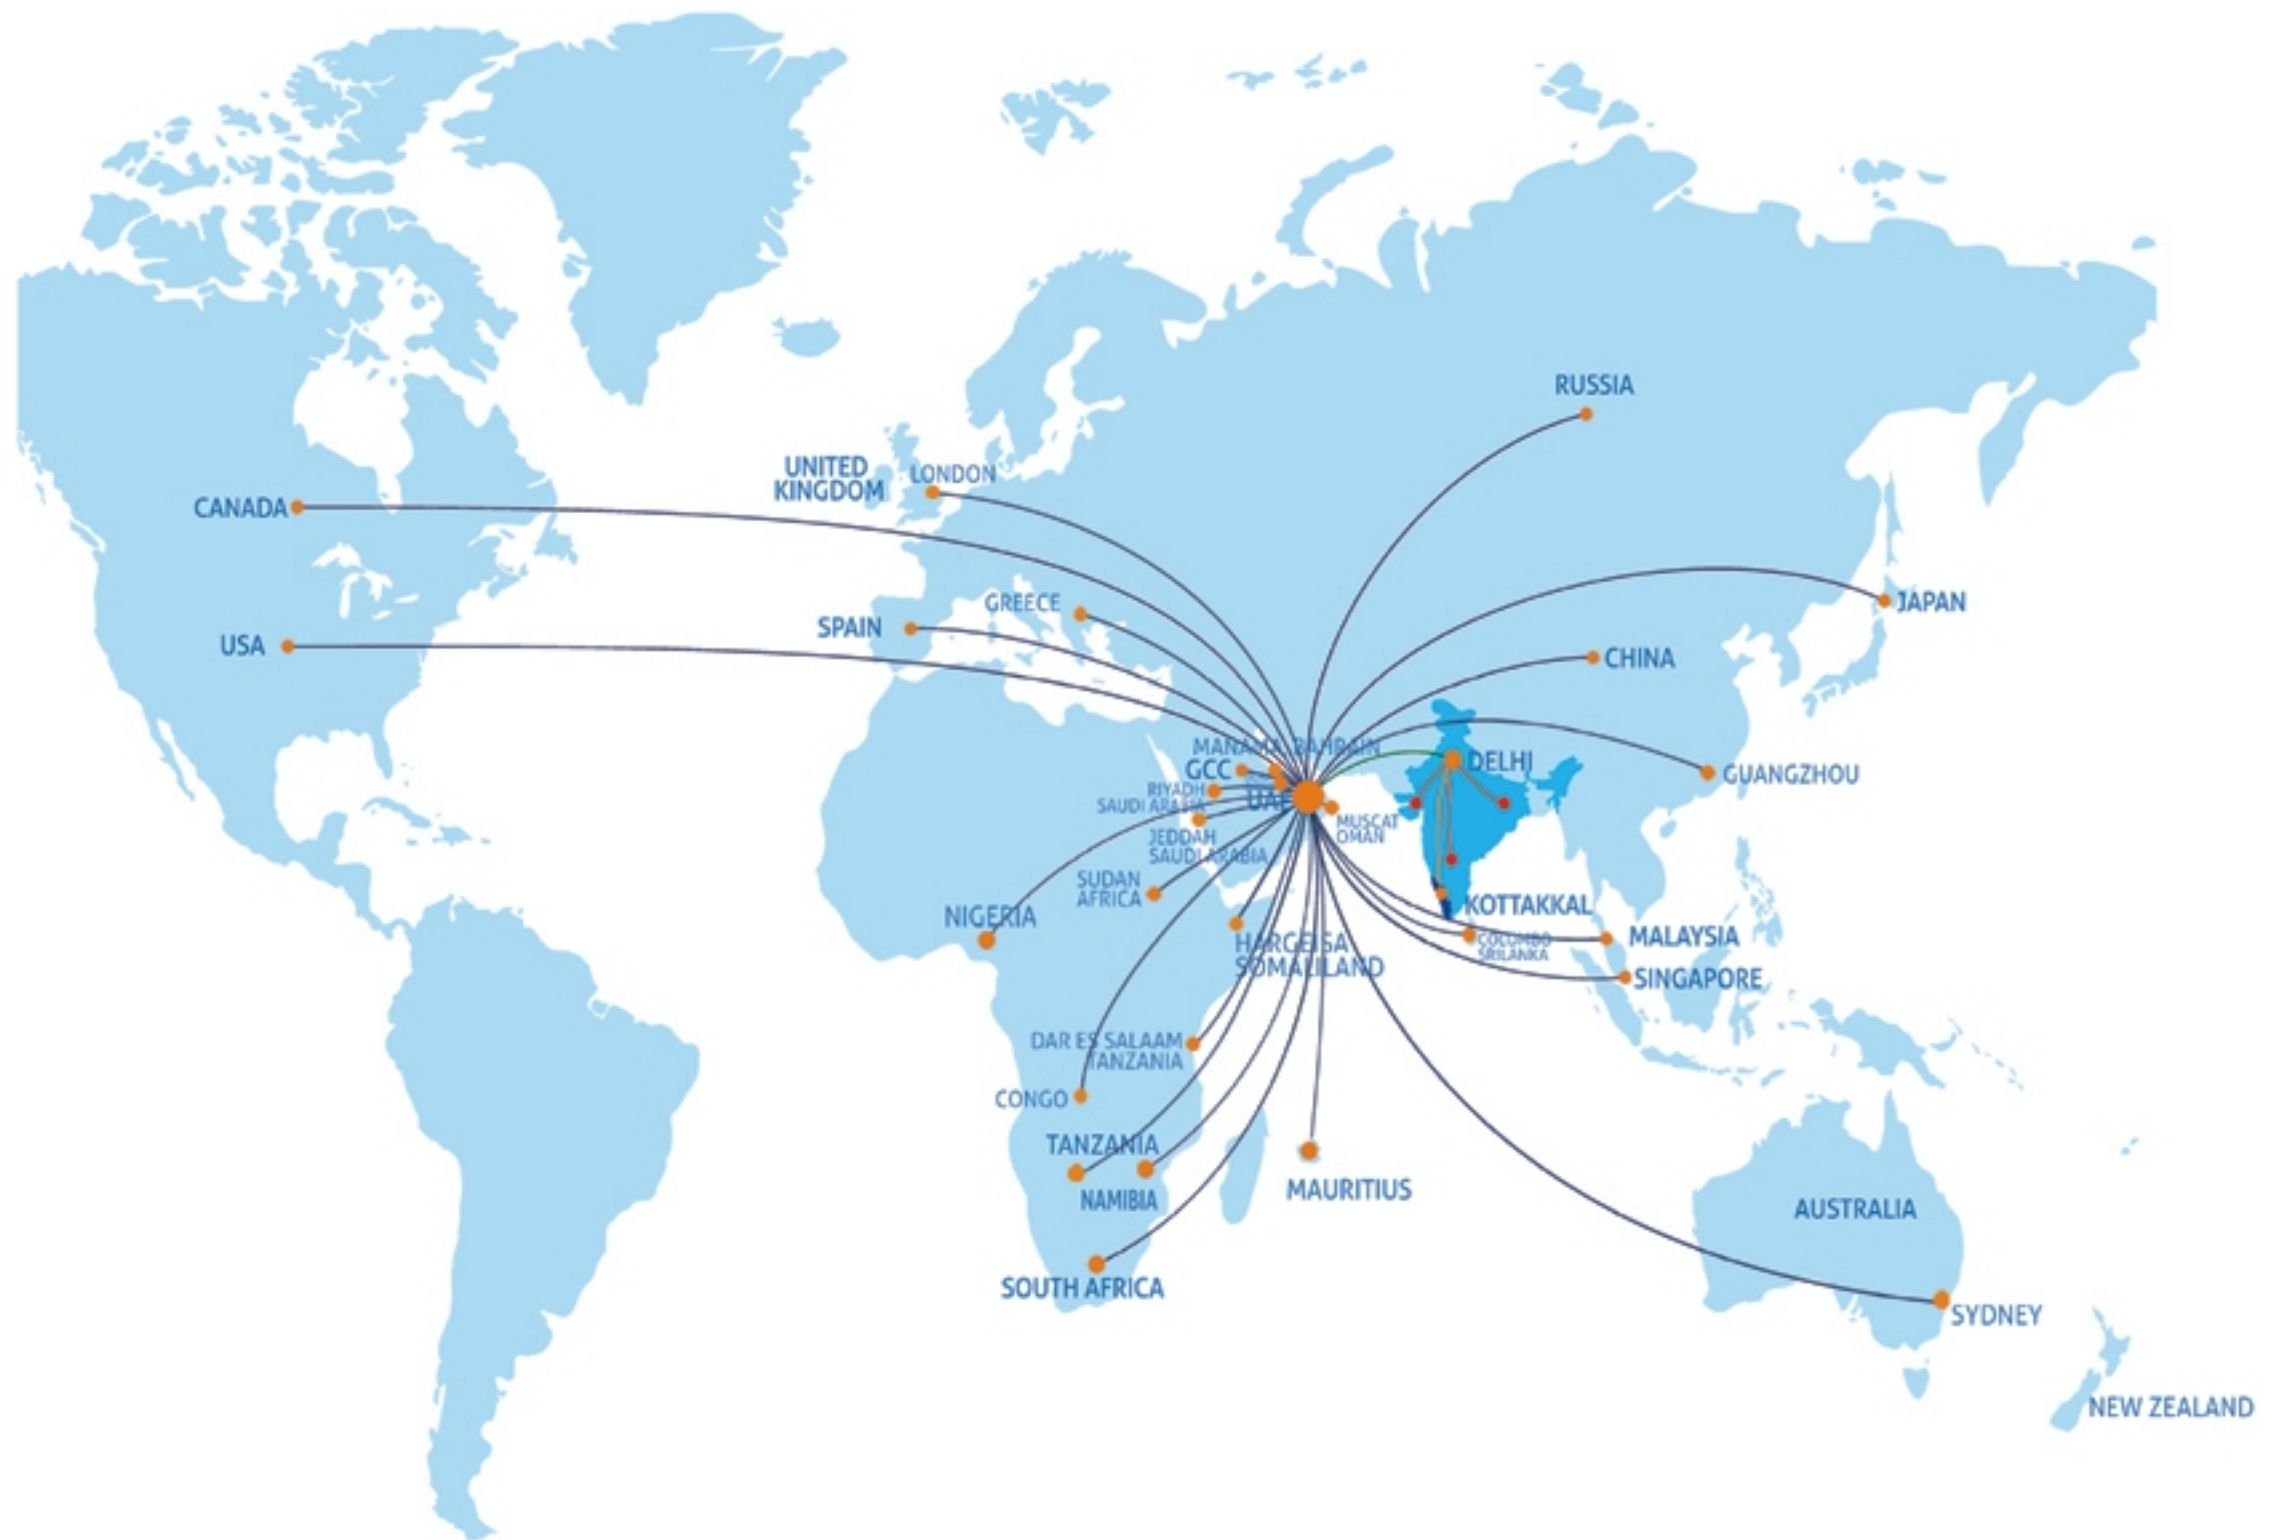 RUSSIA
UNITED
KINGDOM
LONDON
CANADA
JAPAN
GREECE
SPAIN
USA
CHINA
MANAMA, BAHRAIN
GCC
DELHI
GUANGZHOU
RIYADH
SAUDI ARABIA
UAE
MUSCAT
OMAN
JEDDAH
SAUDI ARABIA
SUDAN
AFRICA
NIGERIA
KOTTAKKAL
HARGEISA
SOMALILAND
COLOMBO
SRILANKA
MALAYSIA
SINGAPORE
DAR ES SALAAM
TANZANIA
CONGO
TANZANIA
NAMIBIA
MAURITIUS
AUSTRALIA
SOUTH AFRICA
SYDNEY
NEW ZEALAND